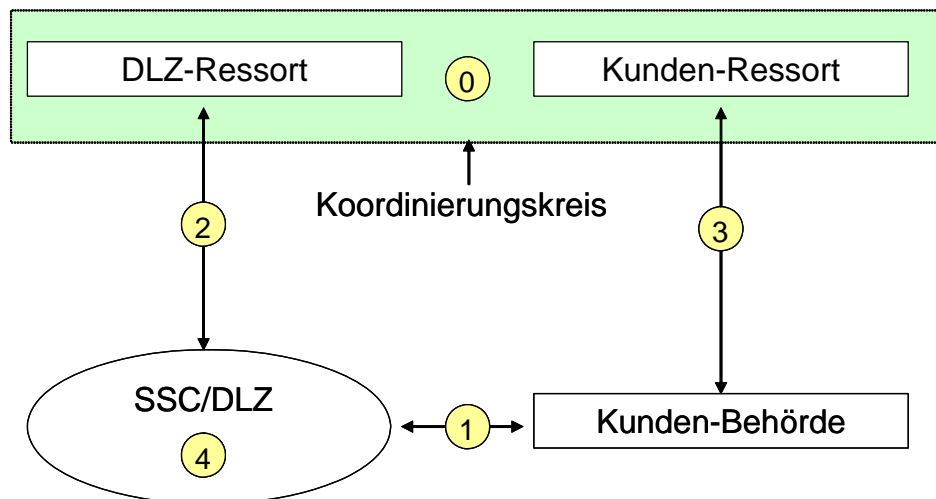 DLZ-Ressort
0
Kunden-Ressort
Koordinierungskreis
2
3
SSC/DLZ
1
Kunden-Behörde
4